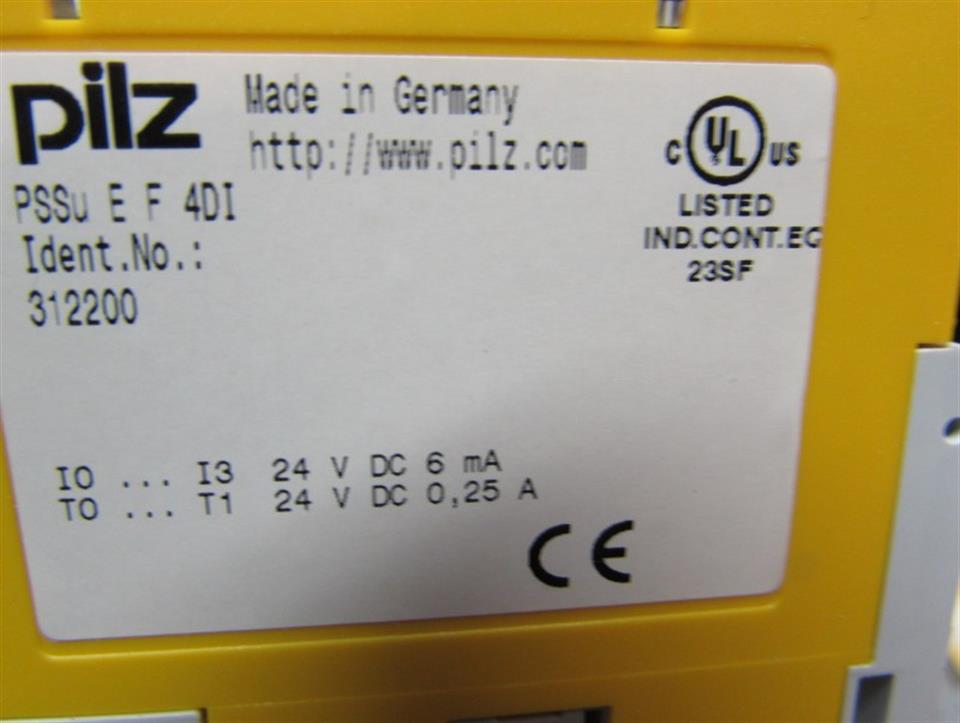 pilz
Made in Germany
http://www.pilz.com
PSSu E F 4DI
Ident.No.:
312200
C UL US
LISTED
IND.CONT.EQ
23SF
I0 ... I3 24 V DC 6 mA
T0 ... T1 24 V DC 0,25 A
CE